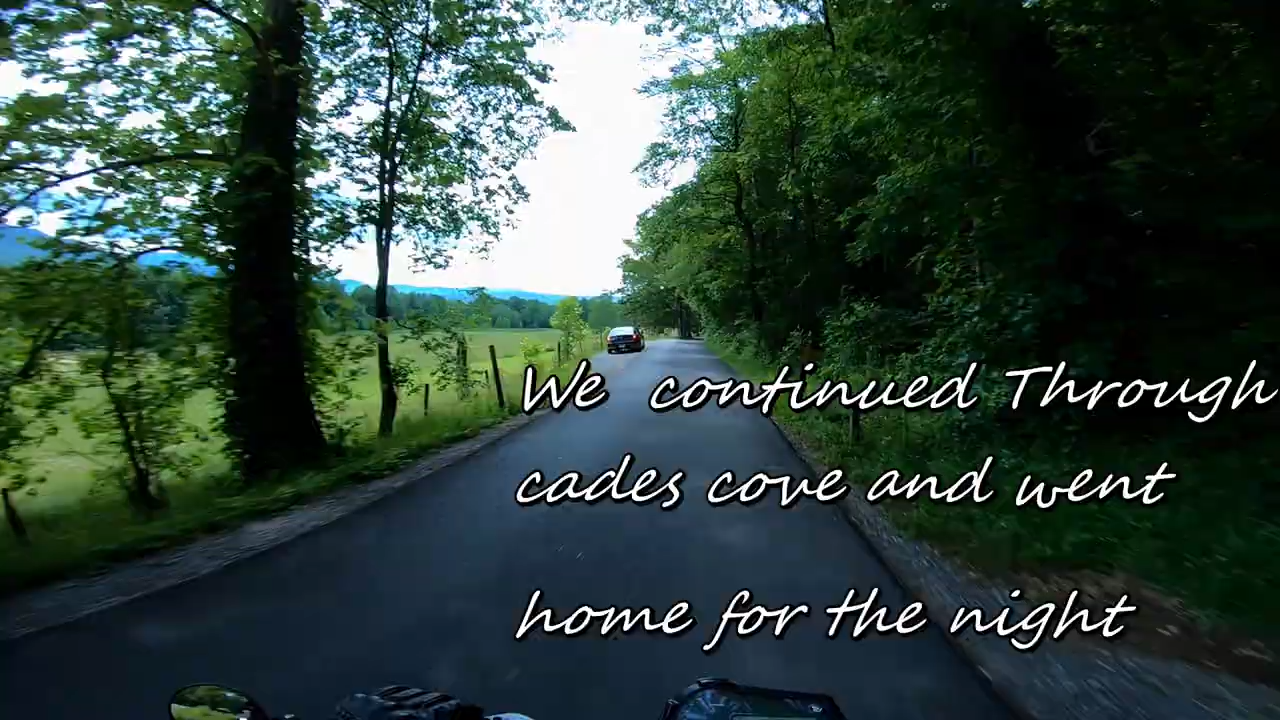 We continued Through
cades cove and went
home for the night